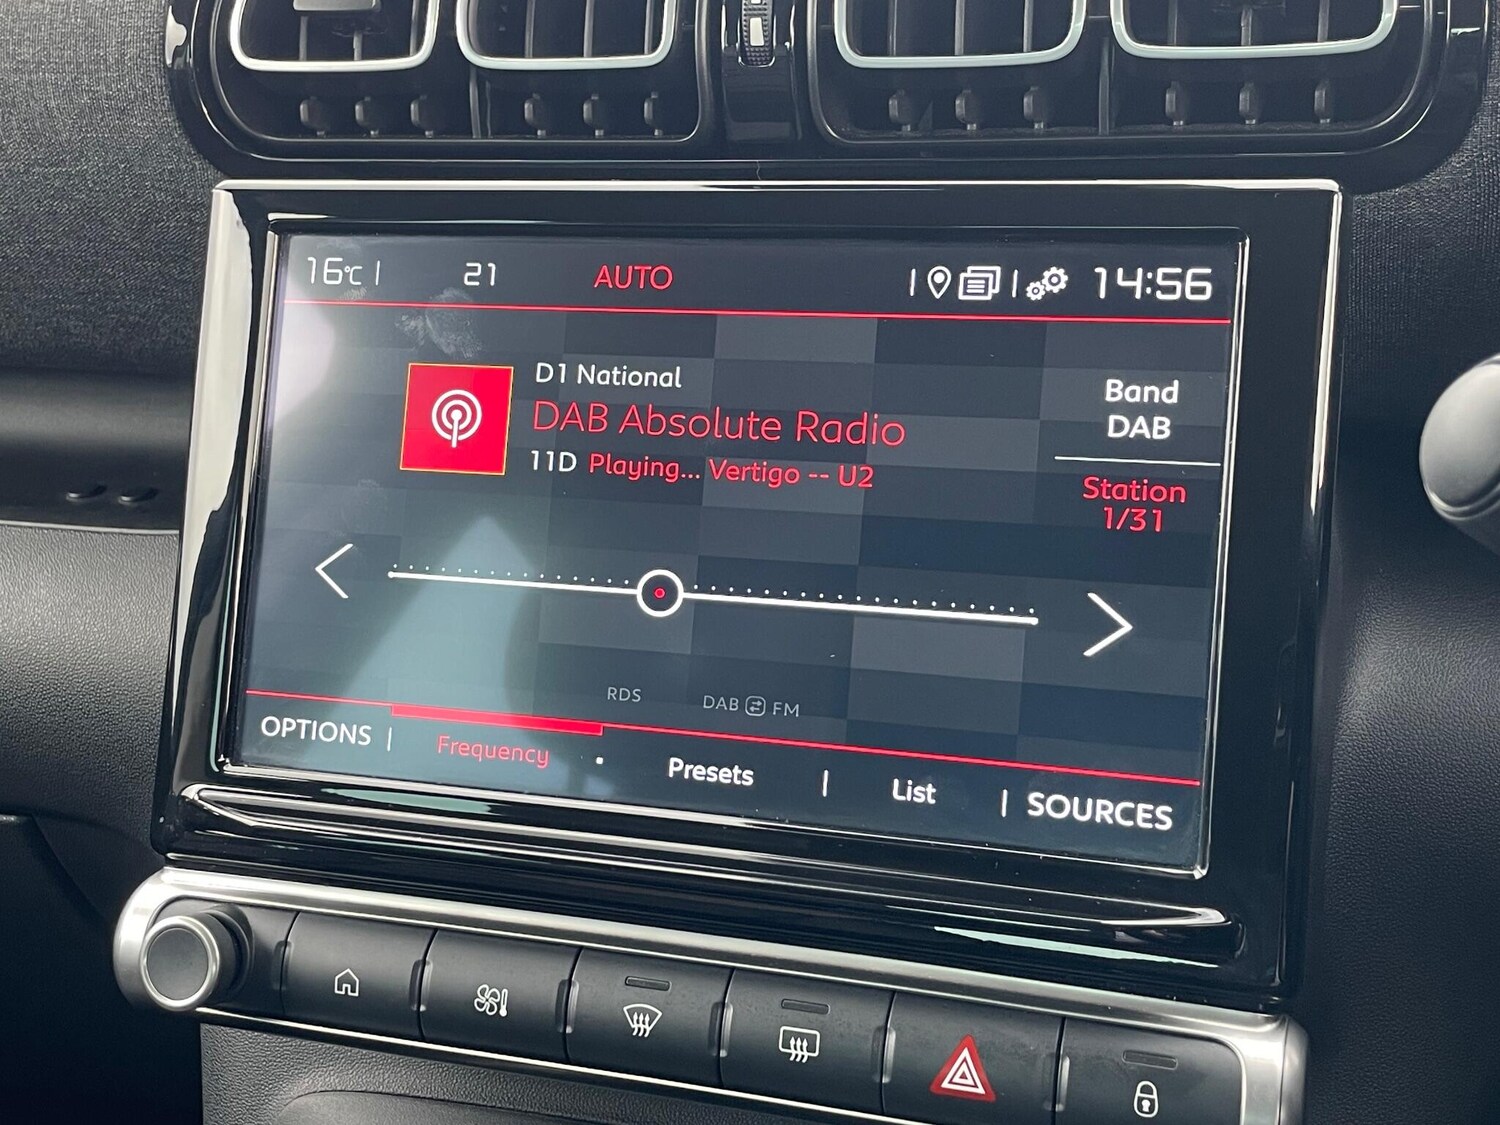 16°C | 21 AUTO 14:56
D1 National
DAB Absolute Radio
11D Playing... Vertigo -- U2
Band
DAB
Station
1/31
RDS DAB FM
OPTIONS | Frequency Presets | List | SOURCES